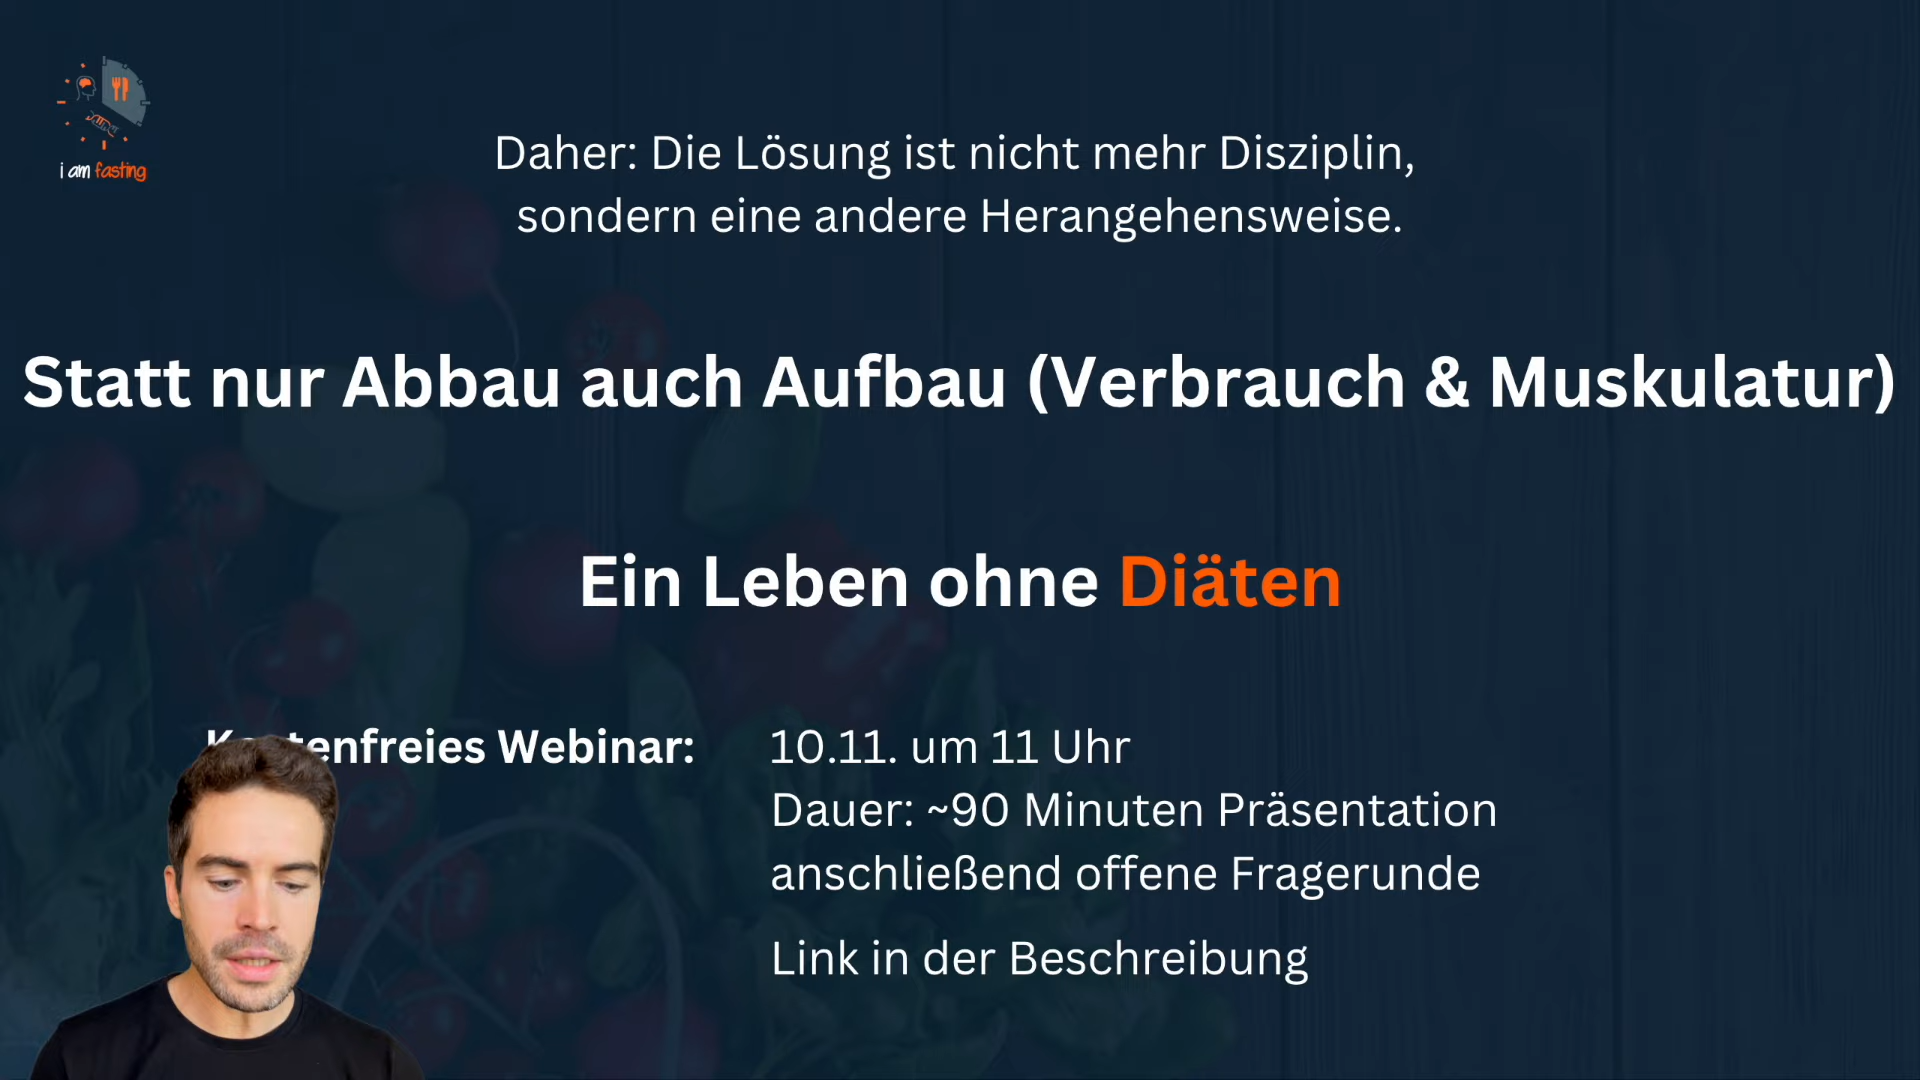 i am fasting
Daher: Die Lösung ist nicht mehr Disziplin,
sondern eine andere Herangehensweise.
Statt nur Abbau auch Aufbau (Verbrauch & Muskulatur)
Ein Leben ohne Diäten
Kostenfreies Webinar:
10.11. um 11 Uhr
Dauer: ~90 Minuten Präsentation
anschließend offene Fragerunde
Link in der Beschreibung